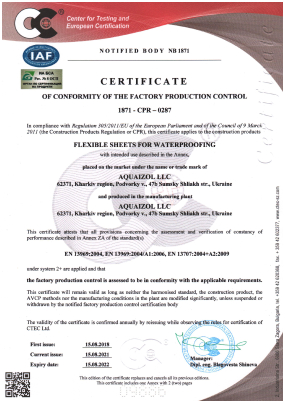 Center for Testing and
European Certification
NOTIFIED BODY NB 1871
IAF
CERTIFICATE
OF CONFORMITY OF THE FACTORY PRODUCTION CONTROL
1871 - CPR – 0287
In compliance with Regulation 305/2011/EU of the European Parliament and of the Council of 9 March
2011 (the Construction Products Regulation or CPR), this certificate applies to the construction products
FLEXIBLE SHEETS FOR WATERPROOFING
with intended use described in the Annex,
placed on the market under the name or trade mark of
AQUAIZOL LLC
62371, Kharkiv region, Podvorky v., 47b Sumsky Shliakh str., Ukraine
and produced in the manufacturing plant
AQUAIZOL LLC
62371, Kharkiv region, Podvorky v., 47b Sumsky Shliakh str., Ukraine
This certificate attests that all provisions concerning the assessment and verification of constancy of
performance described in Annex ZA of the standard(s)
EN 13969:2004, EN 13969:2004/A1:2006, EN 13707:2004+A2:2009
under system 2+ are applied and that
the factory production control is assessed to be in conformity with the applicable requirements.
This certificate will remain valid as long as neither the harmonised standard, the construction product, the
AVCP methods nor the manufacturing conditions in the plant are modified significantly, unless suspended or
withdrawn by the notified factory production control certification body
The validity of the certificate is confirmed annually by reissuing while observing the rules for certification of
CTEC Ltd.
First issue: 15.08.2018
Current issue: 15.08.2021
Expiry date: 15.08.2022
Manager:
Dipl. eng. Blagovesta Shineva
This edition of the certificate replaces and cancels all its previous editions.
This certificate includes one Annex with 2 (two) pages